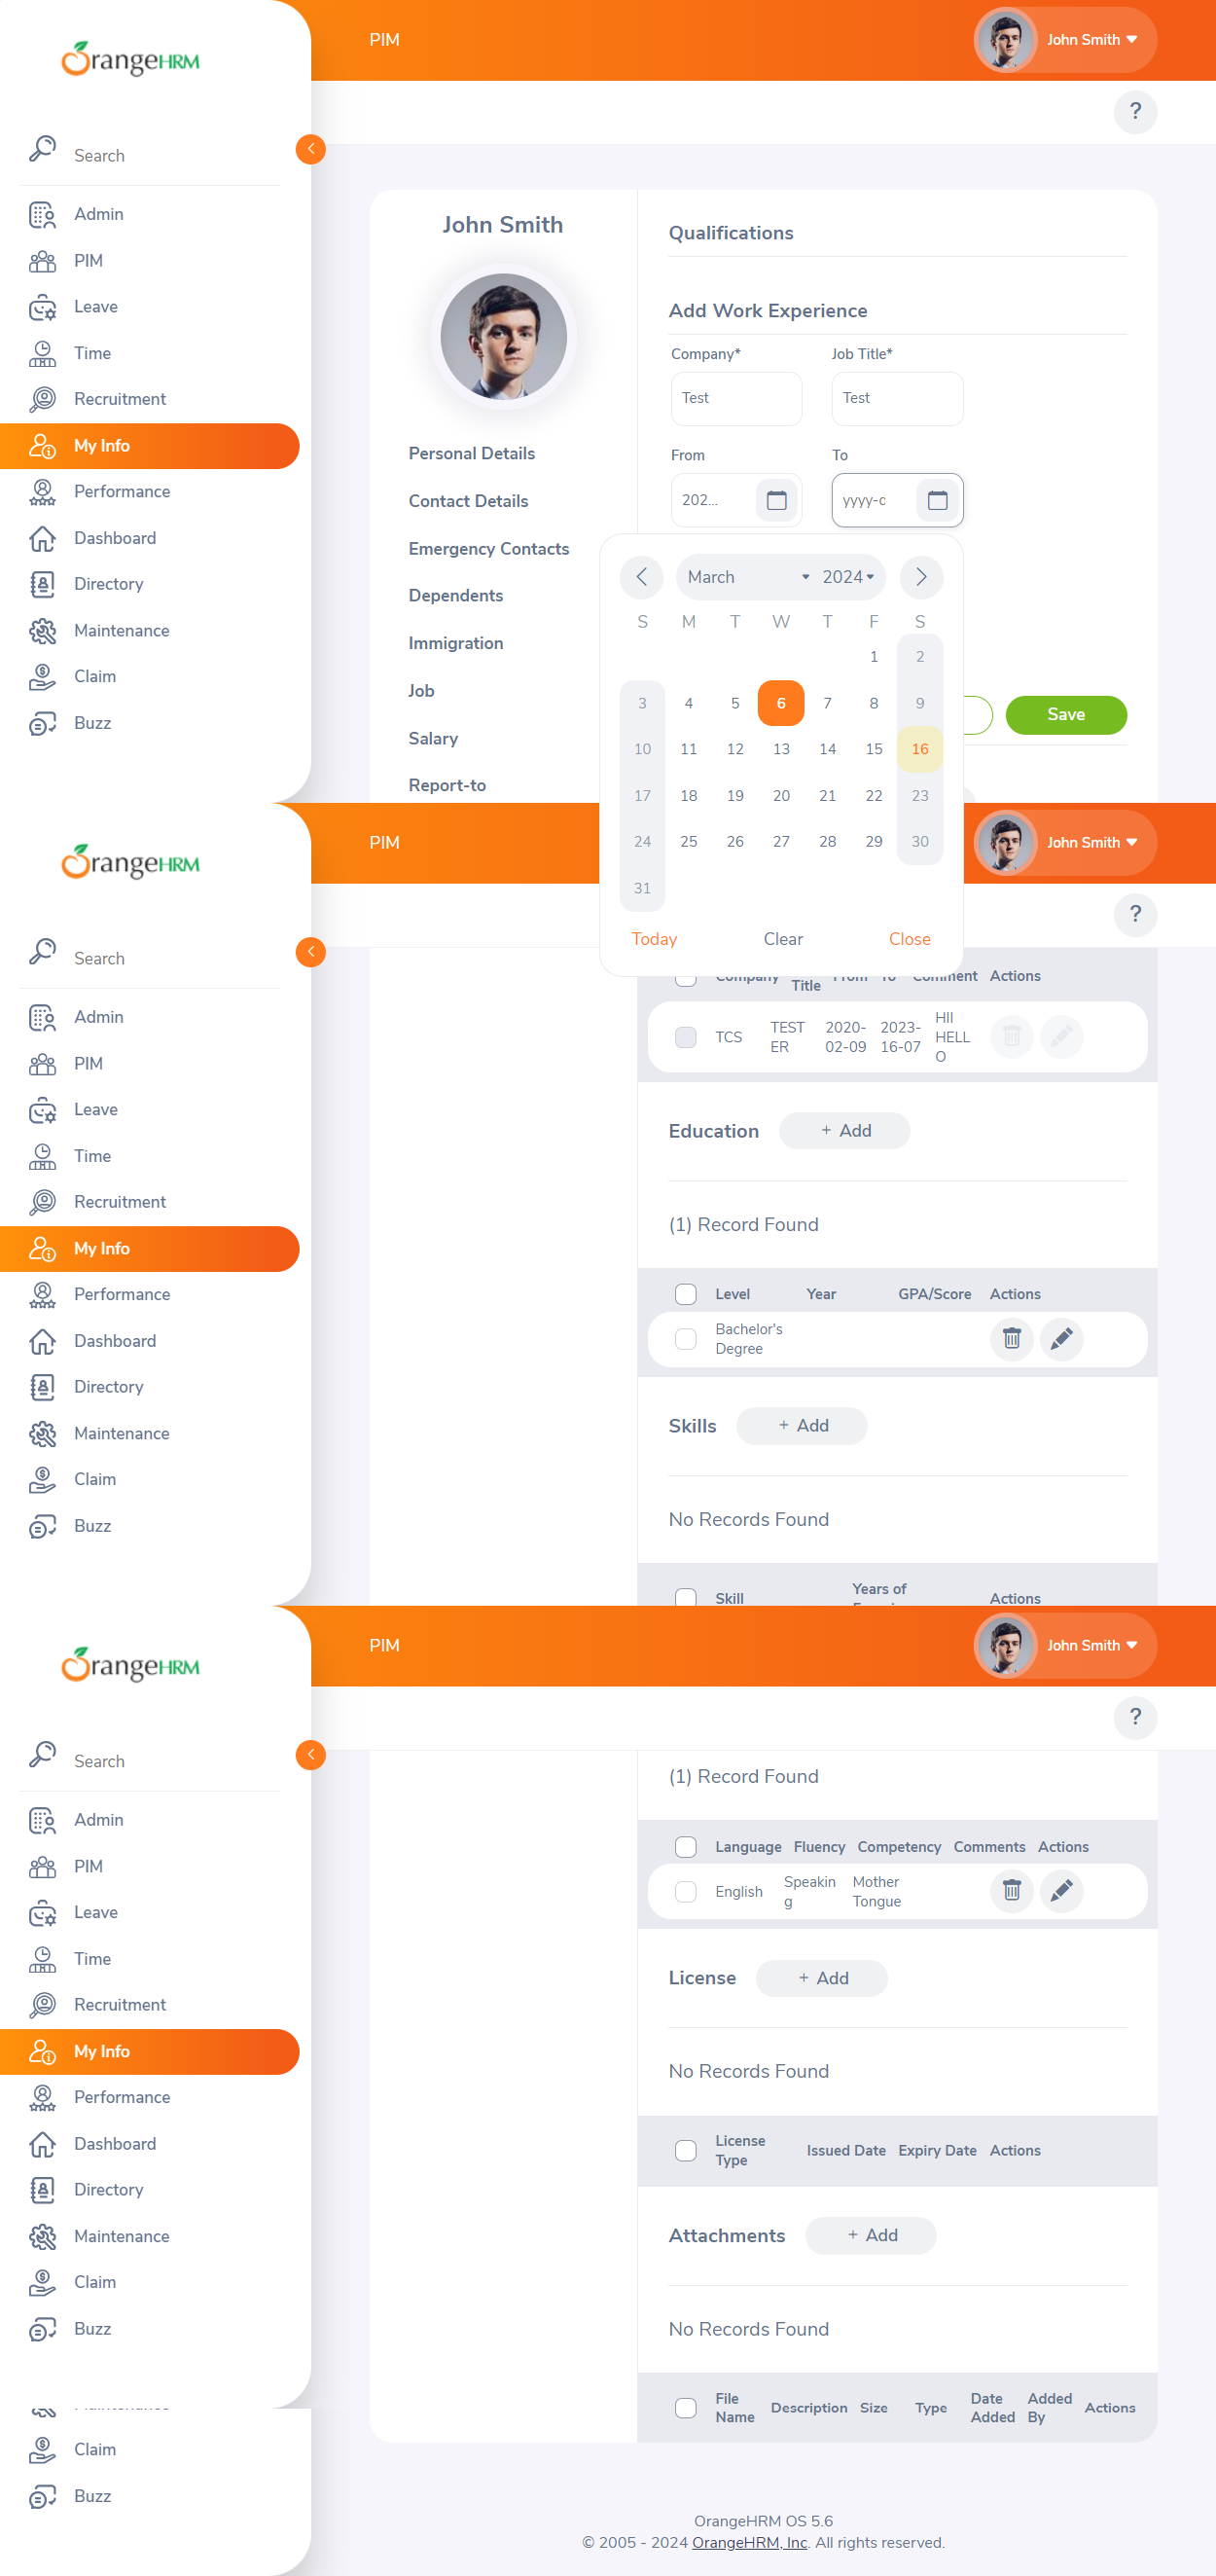 OrangeHRM
PIM
John Smith
?
Search
Admin
PIM
Leave
Time
Recruitment
My Info
Performance
Dashboard
Directory
Maintenance
Claim
Buzz
John Smith
Personal Details
Contact Details
Emergency Contacts
Dependents
Immigration
Job
Salary
Report-to
Qualifications
Add Work Experience
Company*
Job Title*
Test
Test
From
To
202...
yyyy-d
March
2024
S M T W T F S
1 2
3 4 5 6 7 8 9
10 11 12 13 14 15 16
17 18 19 20 21 22 23
24 25 26 27 28 29 30
31
Today
Clear
Close
Save
OrangeHRM
PIM
John Smith
?
Search
Admin
PIM
Leave
Time
Recruitment
My Info
Performance
Dashboard
Directory
Maintenance
Claim
Buzz
Company
Title
From
To
Comment
Actions
TCS
TEST
ER
2020-
02-09
2023-
16-07
HII
HELL
O
Education
+ Add
(1) Record Found
Level
Year
GPA/Score
Actions
Bachelor's
Degree
Skills
+ Add
No Records Found
Skill
Years of
Actions
OrangeHRM
PIM
John Smith
?
Search
Admin
PIM
Leave
Time
Recruitment
My Info
Performance
Dashboard
Directory
Maintenance
Claim
Buzz
Claim
Buzz
(1) Record Found
Language
Fluency
Competency
Comments
Actions
English
Speakin
g
Mother
Tongue
License
+ Add
No Records Found
License
Type
Issued Date
Expiry Date
Actions
Attachments
+ Add
No Records Found
File
Name
Description
Size
Type
Date
Added
Added
By
Actions
OrangeHRM OS 5.6
© 2005 - 2024 OrangeHRM, Inc. All rights reserved.